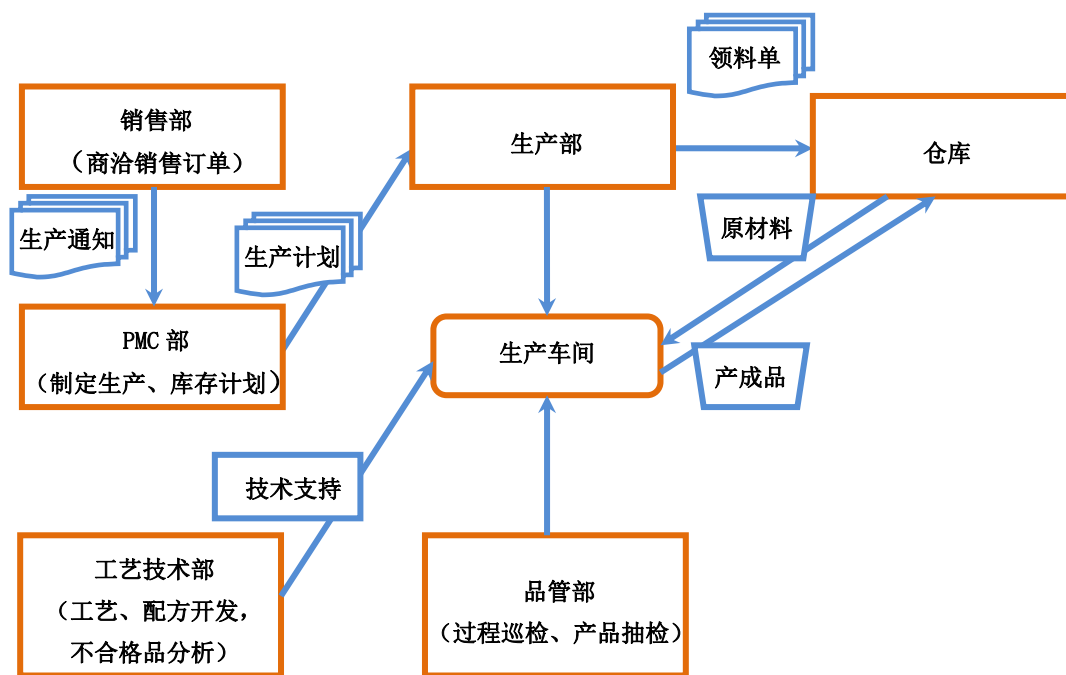 领料单
销售部
（商洽销售订单）
生产部
仓库
生产通知
生产计划
原材料
PMC 部
（制定生产、库存计划）
生产车间
产成品
技术支持
工艺技术部
（工艺、配方开发，
不合格品分析）
品管部
（过程巡检、产品抽检）